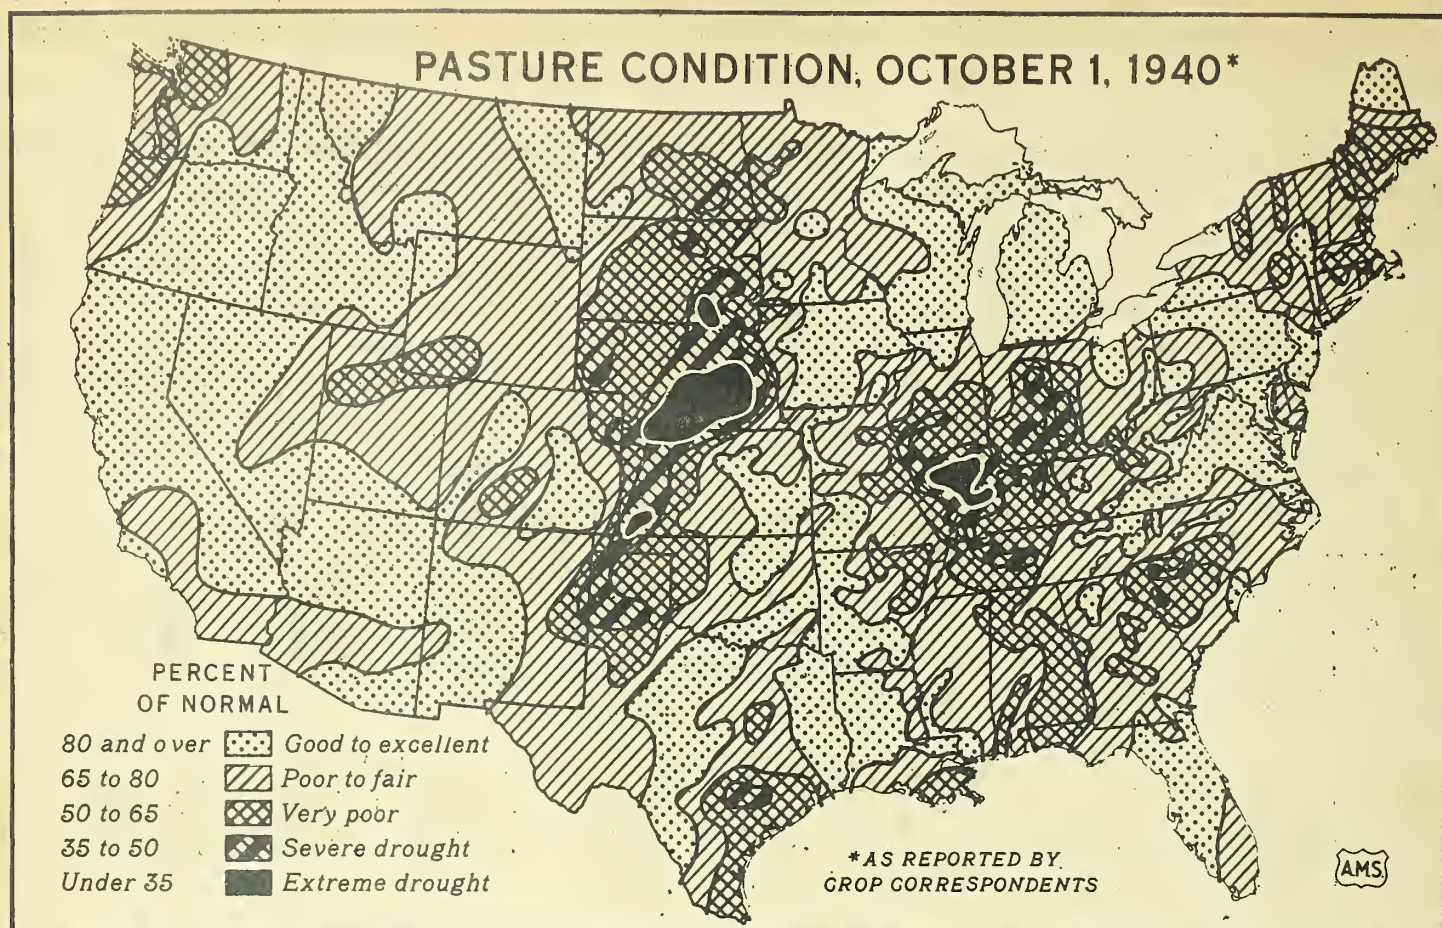 PASTURE CONDITION, OCTOBER 1, 1940*
PERCENT
OF NORMAL
80 and over Good to excellent
65 to 80 Poor to fair
50 to 65 Very poor
35 to 50 Severe drought
Under 35 Extreme drought
*AS REPORTED BY
CROP CORRESPONDENTS
A.M.S.